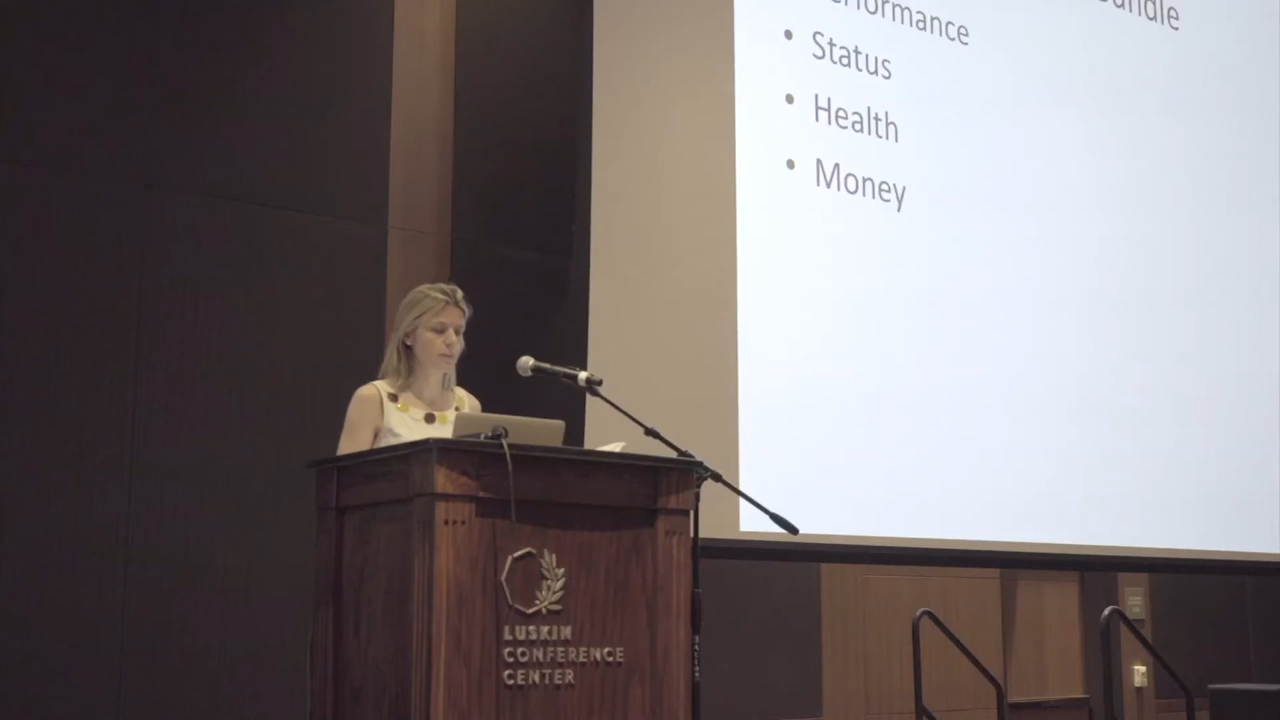 • Status
• Health
• Money
LUSKIN
CONFERENCE
CENTER